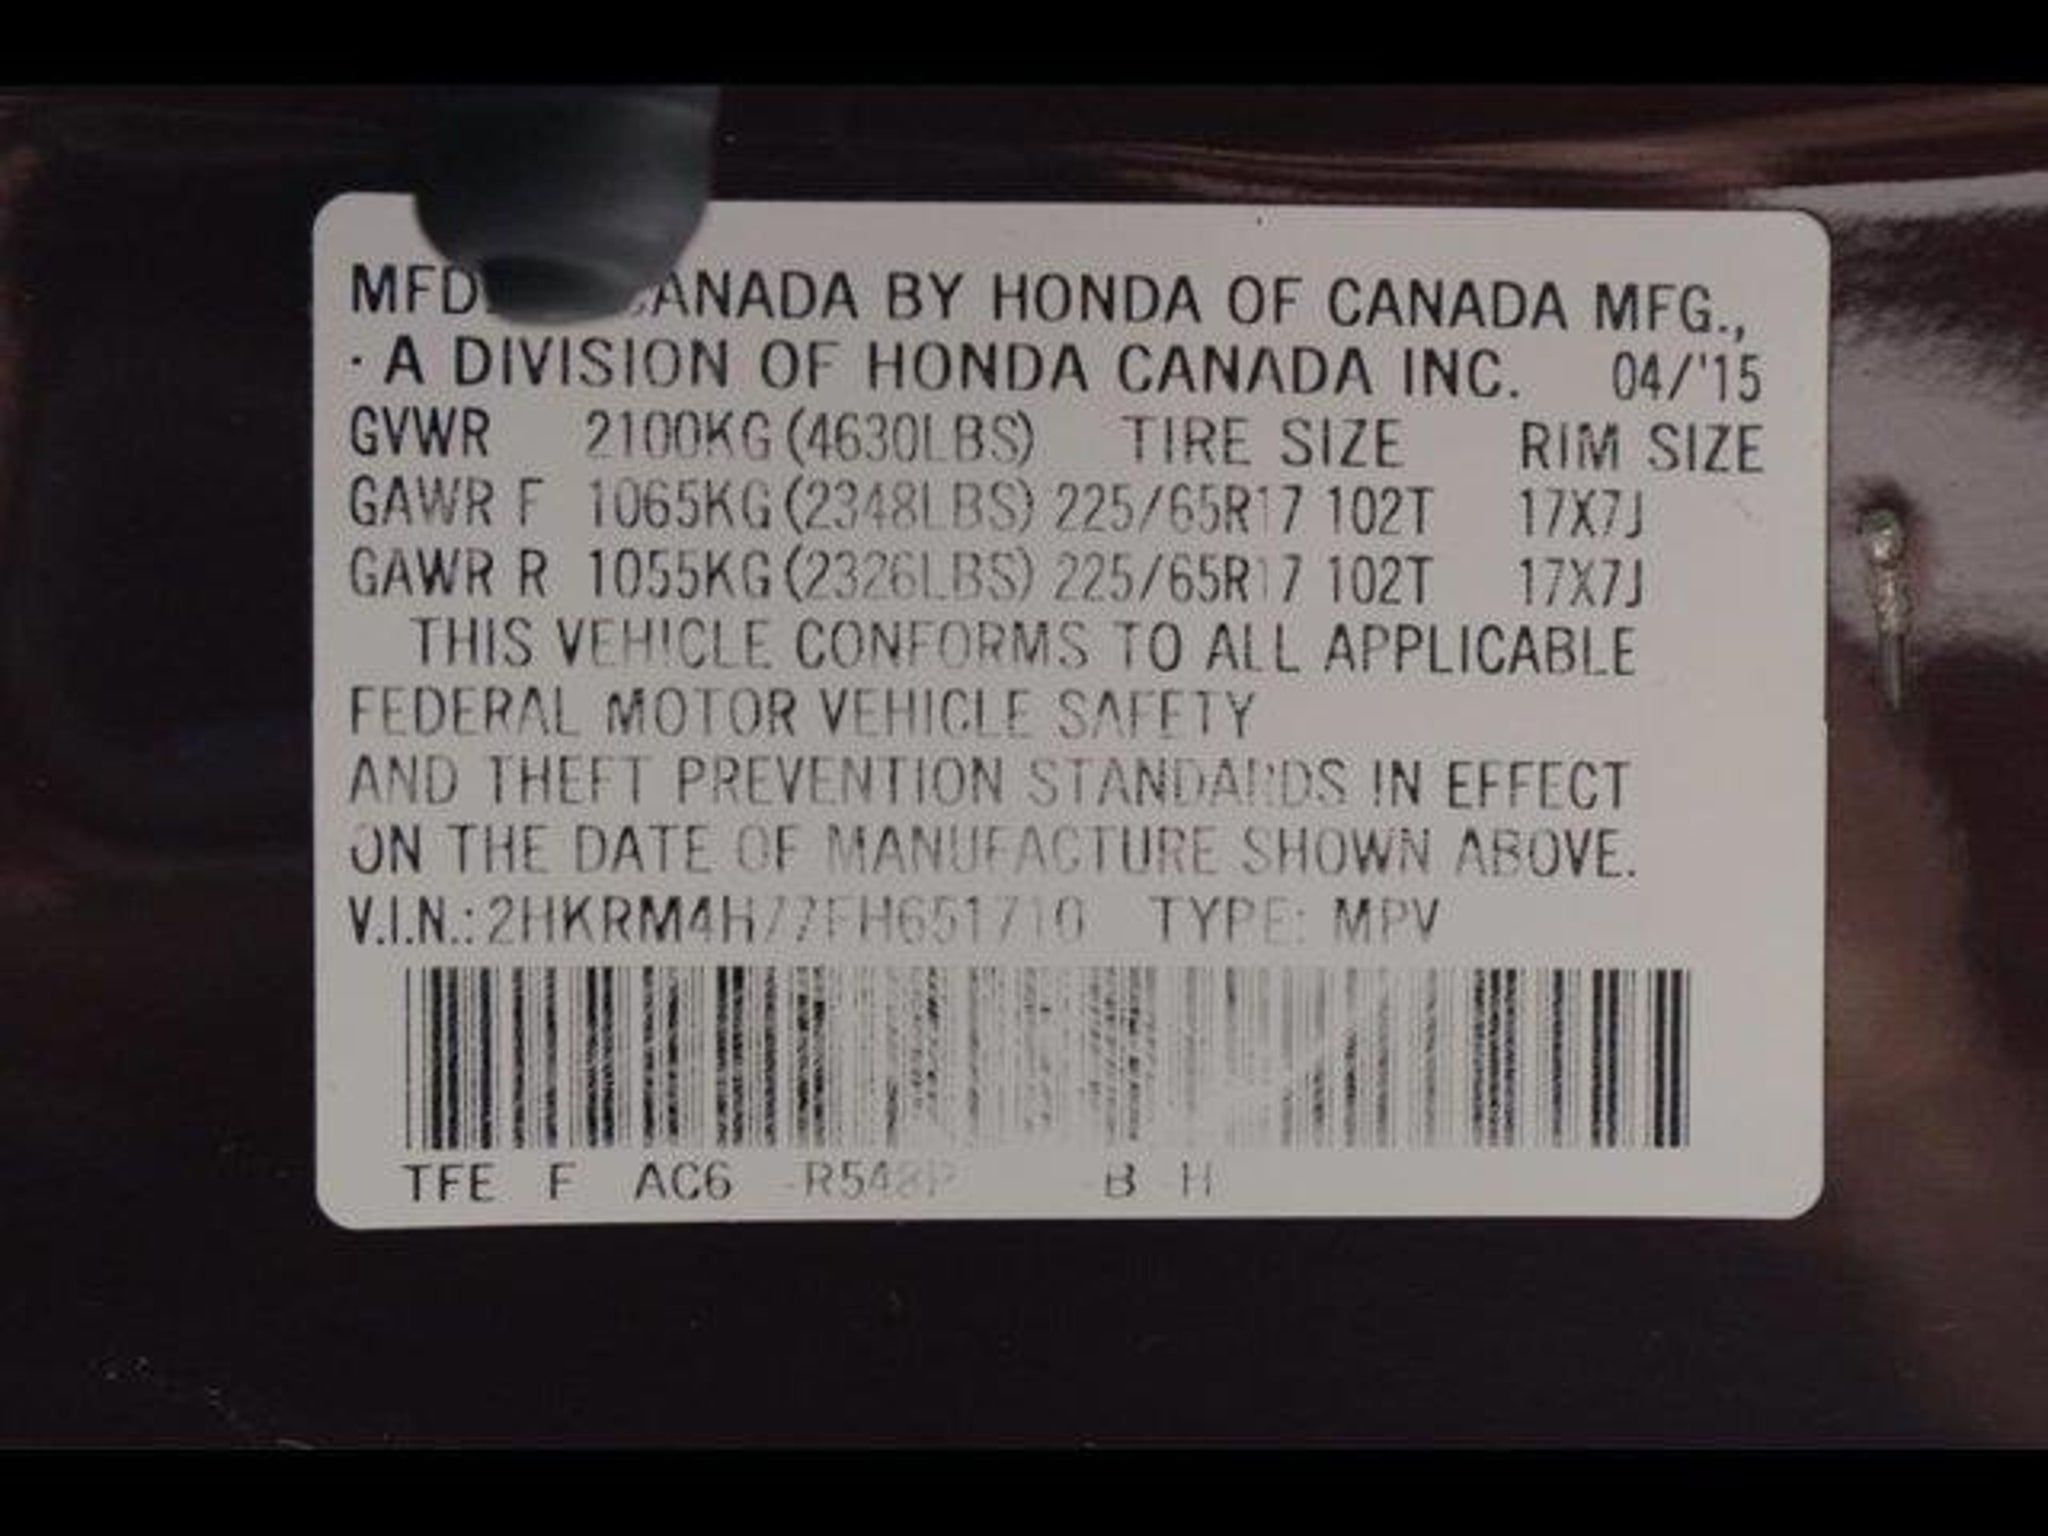 MFD CANADA BY HONDA OF CANADA MFG.,
· A DIVISION OF HONDA CANADA INC. 04/'15
GVWR 2100KG (4630LBS) TIRE SIZE RIM SIZE
GAWR F 1065KG (2348LBS) 225/65R17 102T 17X7J
GAWR R 1055KG (2326LBS) 225/65R17 102T 17X7J
THIS VEHICLE CONFORMS TO ALL APPLICABLE
FEDERAL MOTOR VEHICLE SAFETY
AND THEFT PREVENTION STANDARDS IN EFFECT
ON THE DATE OF MANUFACTURE SHOWN ABOVE.
V.I.N.: 2HKRM4H77FH651710 TYPE: MPV
TFE F AC6 B H